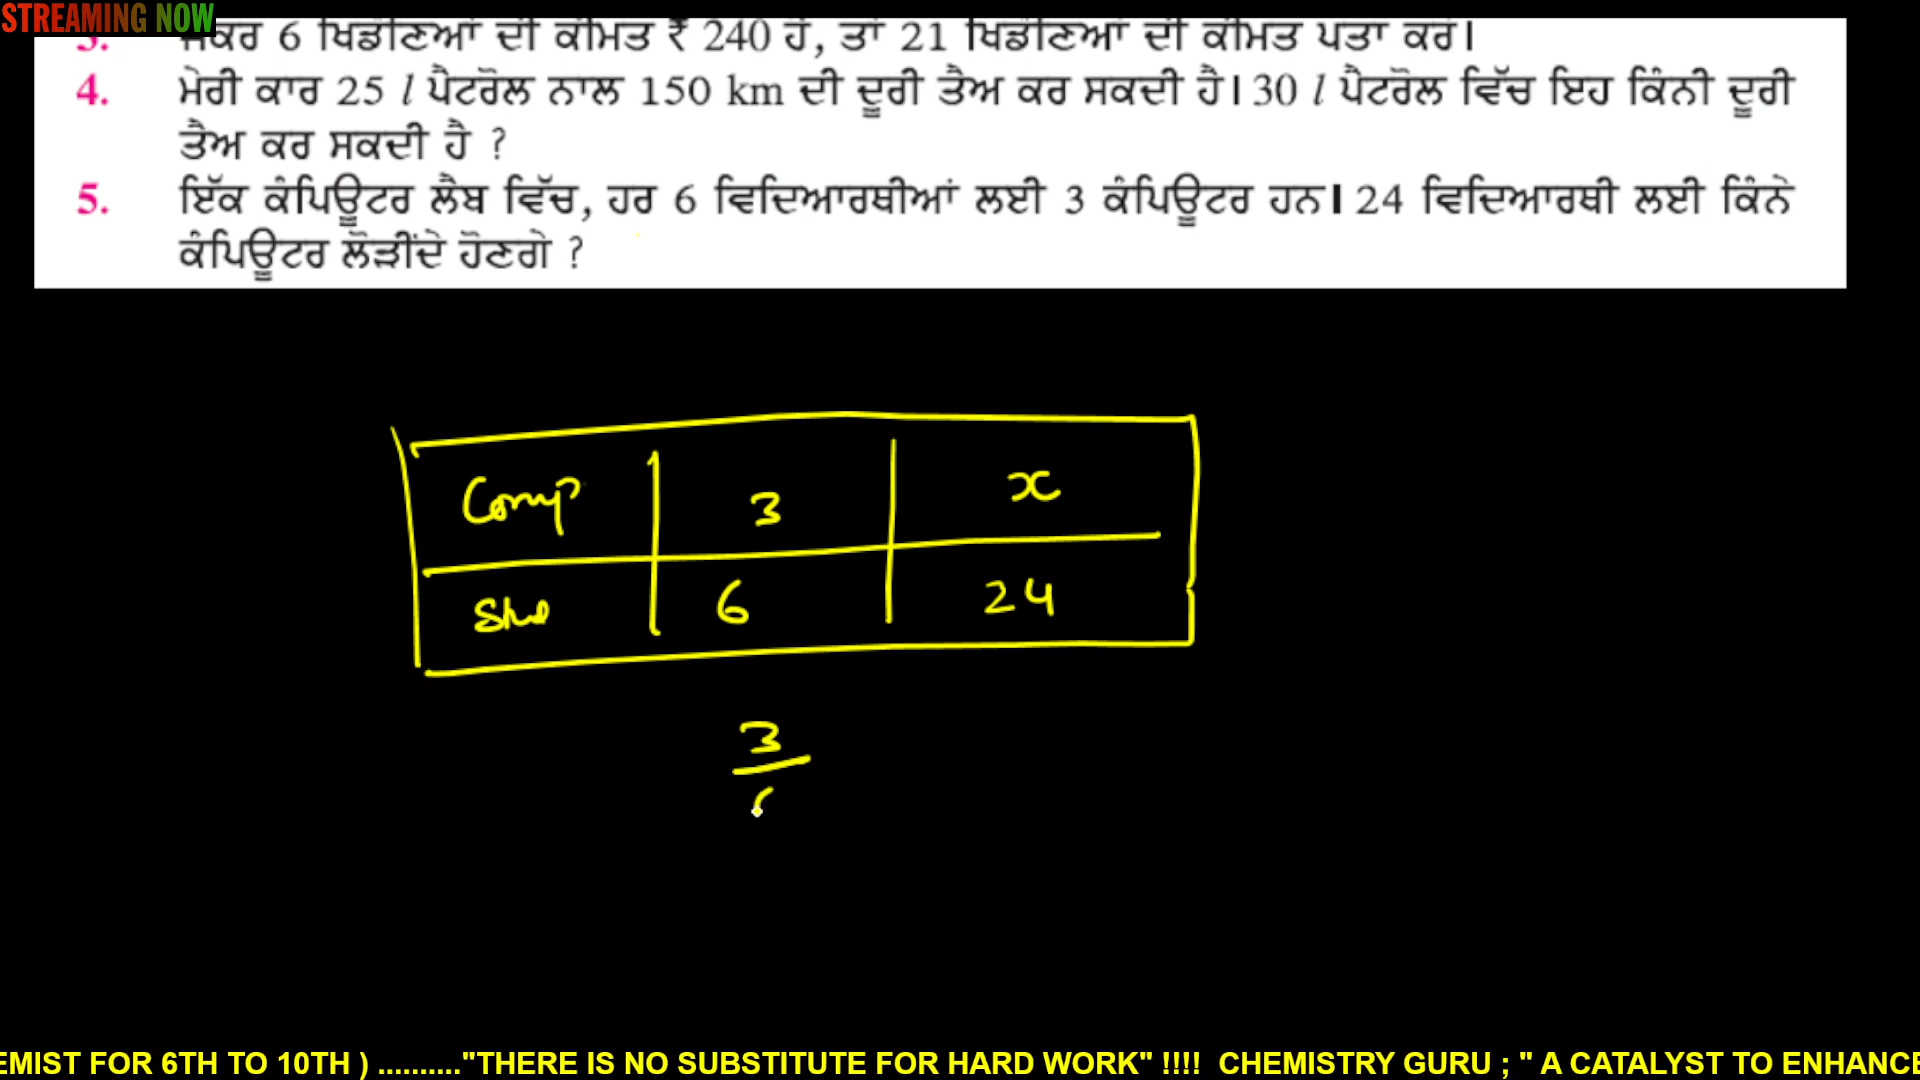 STREAMING NOW
3. ਜੇਕਰ 6 ਖਿਡੌਣਿਆਂ ਦੀ ਕੀਮਤ ₹ 240 ਹੈ, ਤਾਂ 21 ਖਿਡੌਣਿਆਂ ਦੀ ਕੀਮਤ ਪਤਾ ਕਰੋ।
4. ਮੇਰੀ ਕਾਰ 25 l ਪੈਟਰੋਲ ਨਾਲ 150 km ਦੀ ਦੂਰੀ ਤੈਅ ਕਰ ਸਕਦੀ ਹੈ। 30 l ਪੈਟਰੋਲ ਵਿੱਚ ਇਹ ਕਿੰਨੀ ਦੂਰੀ
ਤੈਅ ਕਰ ਸਕਦੀ ਹੈ ?
5. ਇੱਕ ਕੰਪਿਊਟਰ ਲੈਬ ਵਿੱਚ, ਹਰ 6 ਵਿਦਿਆਰਥੀਆਂ ਲਈ 3 ਕੰਪਿਊਟਰ ਹਨ। 24 ਵਿਦਿਆਰਥੀ ਲਈ ਕਿੰਨੇ
ਕੰਪਿਊਟਰ ਲੋੜੀਂਦੇ ਹੋਣਗੇ ?
Comp 3 x
Stud 6 24
3
EMIST FOR 6TH TO 10TH ) .........."THERE IS NO SUBSTITUTE FOR HARD WORK" !!!! CHEMISTRY GURU ; " A CATALYST TO ENHANCE